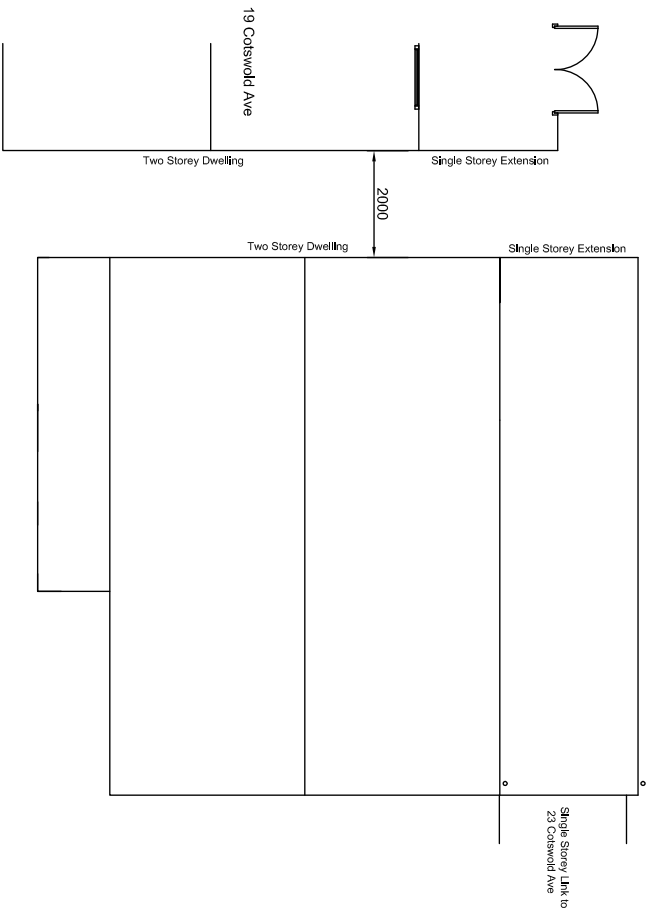 19 Cotswold Ave
Two Storey Dwelling
Single Storey Extension
2000
Two Storey Dwelling
Single Storey Extension
Single Storey Link to
23 Cotswold Ave